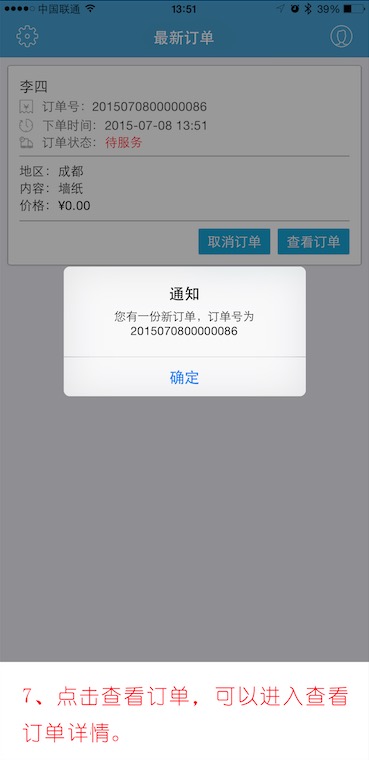 中国联通 13:51 39%
最新订单
李四
订单号：2015070800000086
下单时间：2015-07-08 13:51
订单状态：待服务
地区：成都
内容：墙纸
价格：¥0.00
取消订单 查看订单
通知
您有一份新订单，订单号为
2015070800000086
确定
7、点击查看订单，可以进入查看
订单详情。